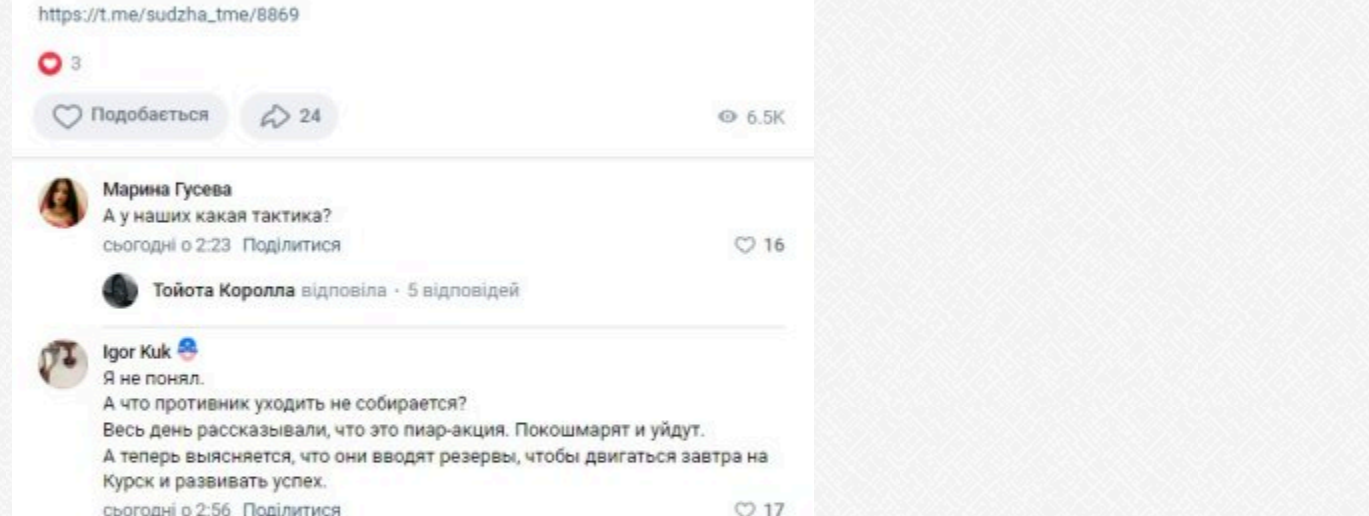 https://t.me/sudzha_tme/8869
3
Подобається 24 6.5K
Марина Гусева
А у наших какая тактика?
сьогодні о 2:23 Поділитися 16
Тойота Королла відповіла · 5 відповідей
Igor Kuk
Я не понял.
А что противник уходить не собирается?
Весь день рассказывали, что это пиар-акция. Покошмарят и уйдут.
А теперь выясняется, что они вводят резервы, чтобы двигаться завтра на
Курск и развивать успех.
сьогодні о 2:56 Поділитися 17